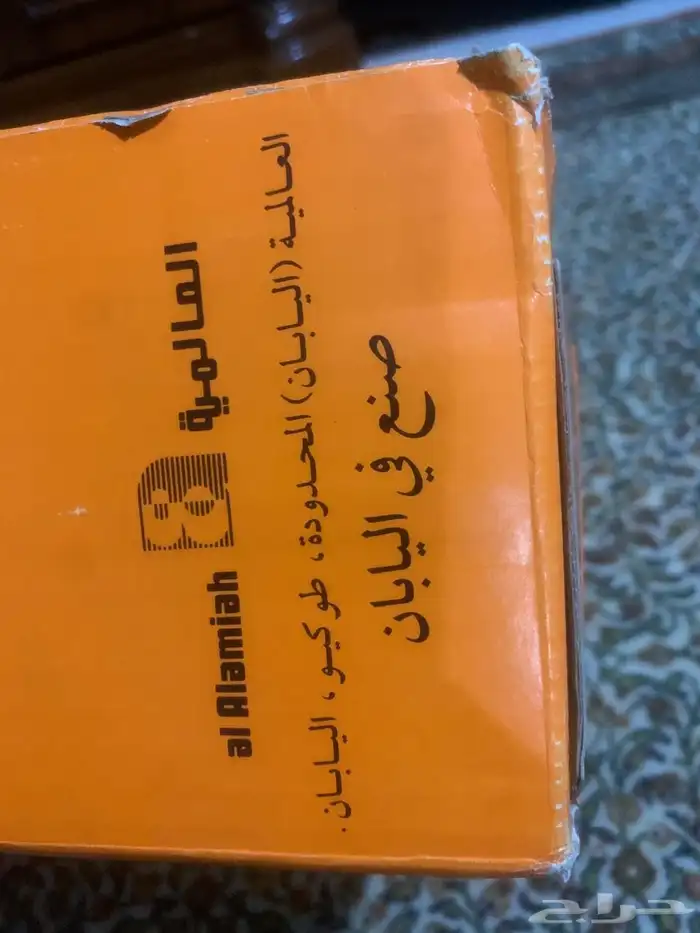 العالمية al Alamiah
العالمية (اليابان) المحدودة، طوكيو، اليابان.
صنع في اليابان
حراج